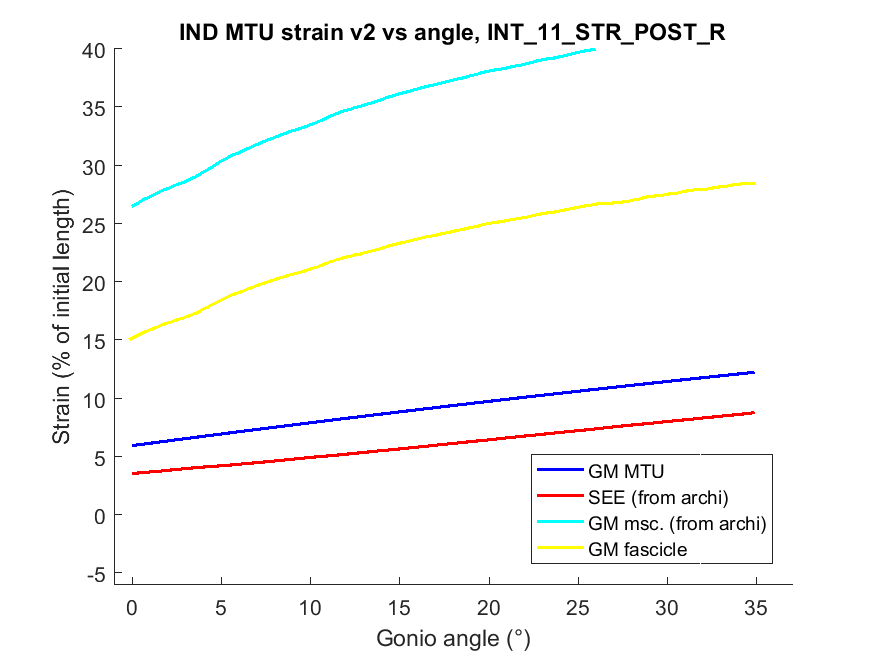 IND MTU strain v2 vs angle, INT_11_STR_POST_R
Strain (% of initial length)
40
35
30
25
20
15
10
5
0
-5
0 5 10 15 20 25 30 35
Gonio angle (°)
GM MTU
SEE (from archi)
GM msc. (from archi)
GM fascicle